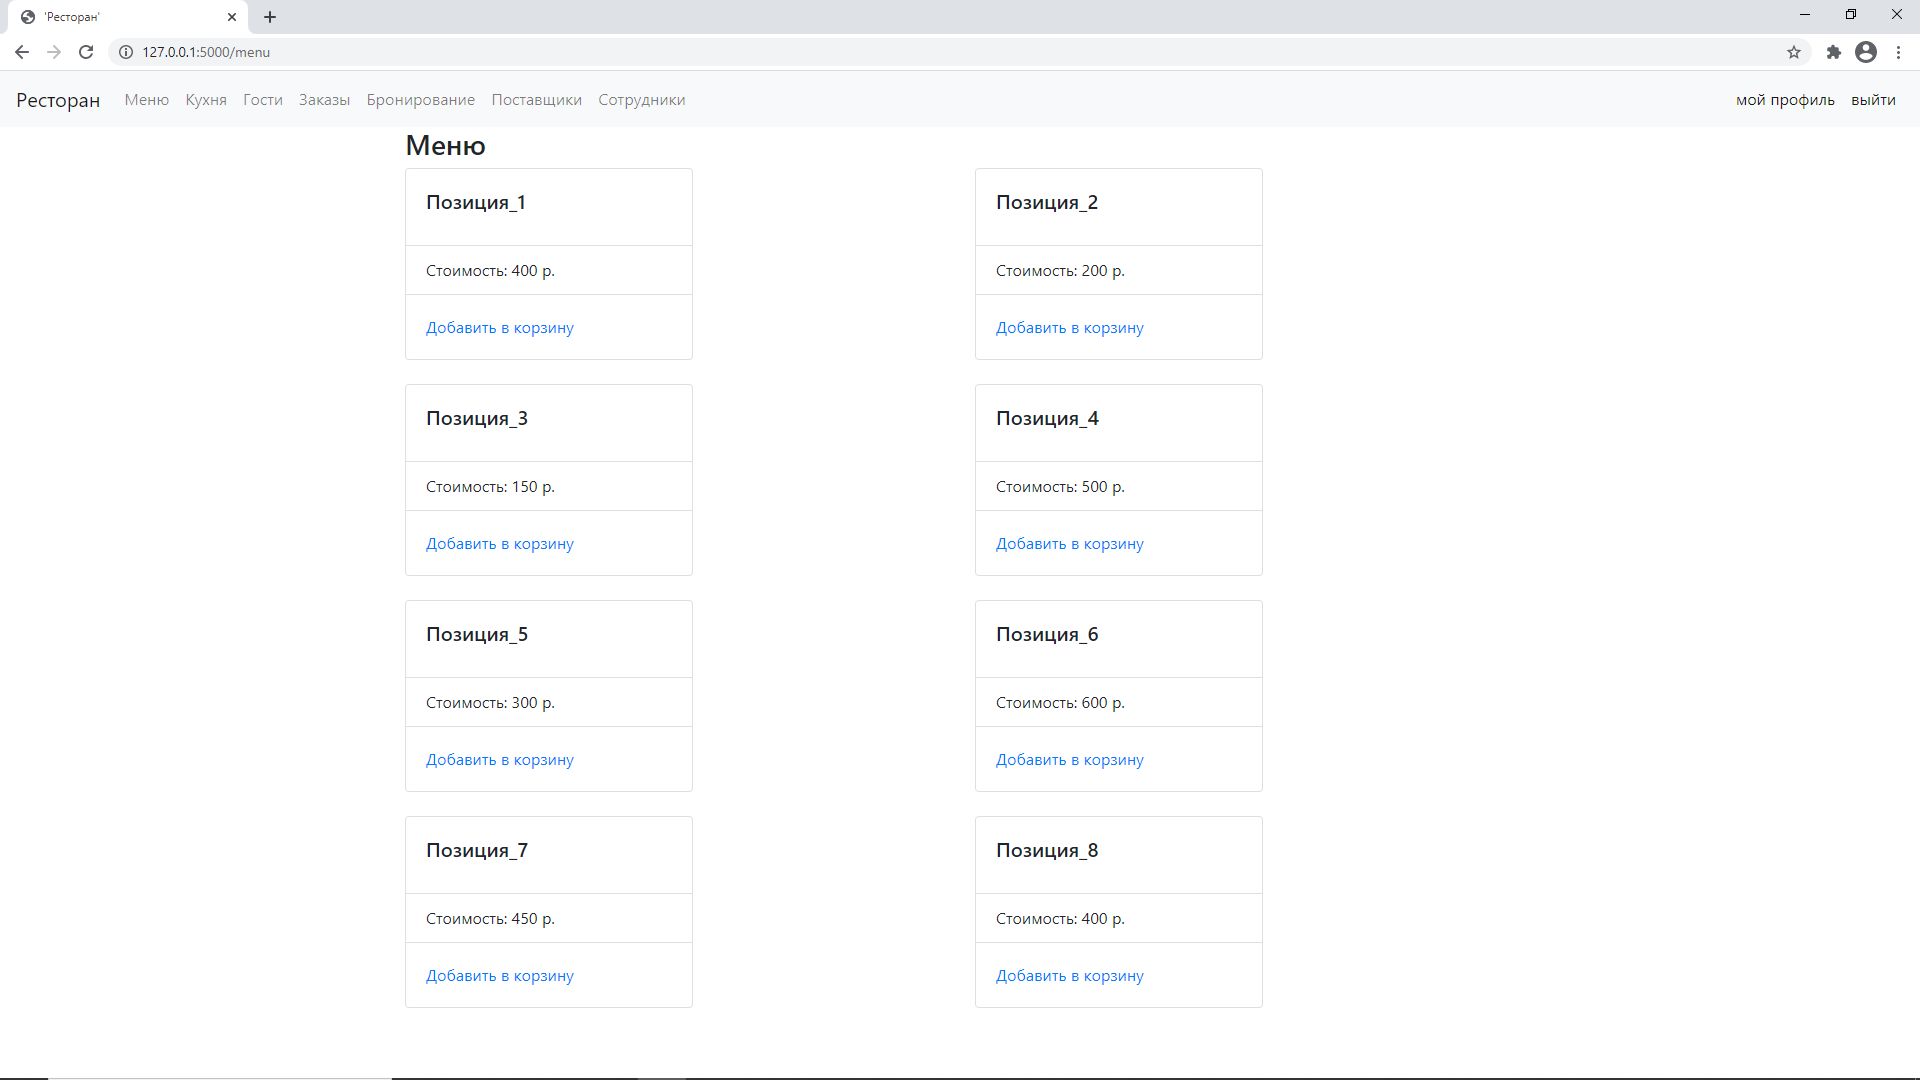 'Ресторан'
127.0.0.1:5000/menu
Ресторан Меню Кухня Гости Заказы Бронирование Поставщики Сотрудники мой профиль выйти
Меню
Позиция_1
Стоимость: 400 р.
Добавить в корзину
Позиция_2
Стоимость: 200 р.
Добавить в корзину
Позиция_3
Стоимость: 150 р.
Добавить в корзину
Позиция_4
Стоимость: 500 р.
Добавить в корзину
Позиция_5
Стоимость: 300 р.
Добавить в корзину
Позиция_6
Стоимость: 600 р.
Добавить в корзину
Позиция_7
Стоимость: 450 р.
Добавить в корзину
Позиция_8
Стоимость: 400 р.
Добавить в корзину